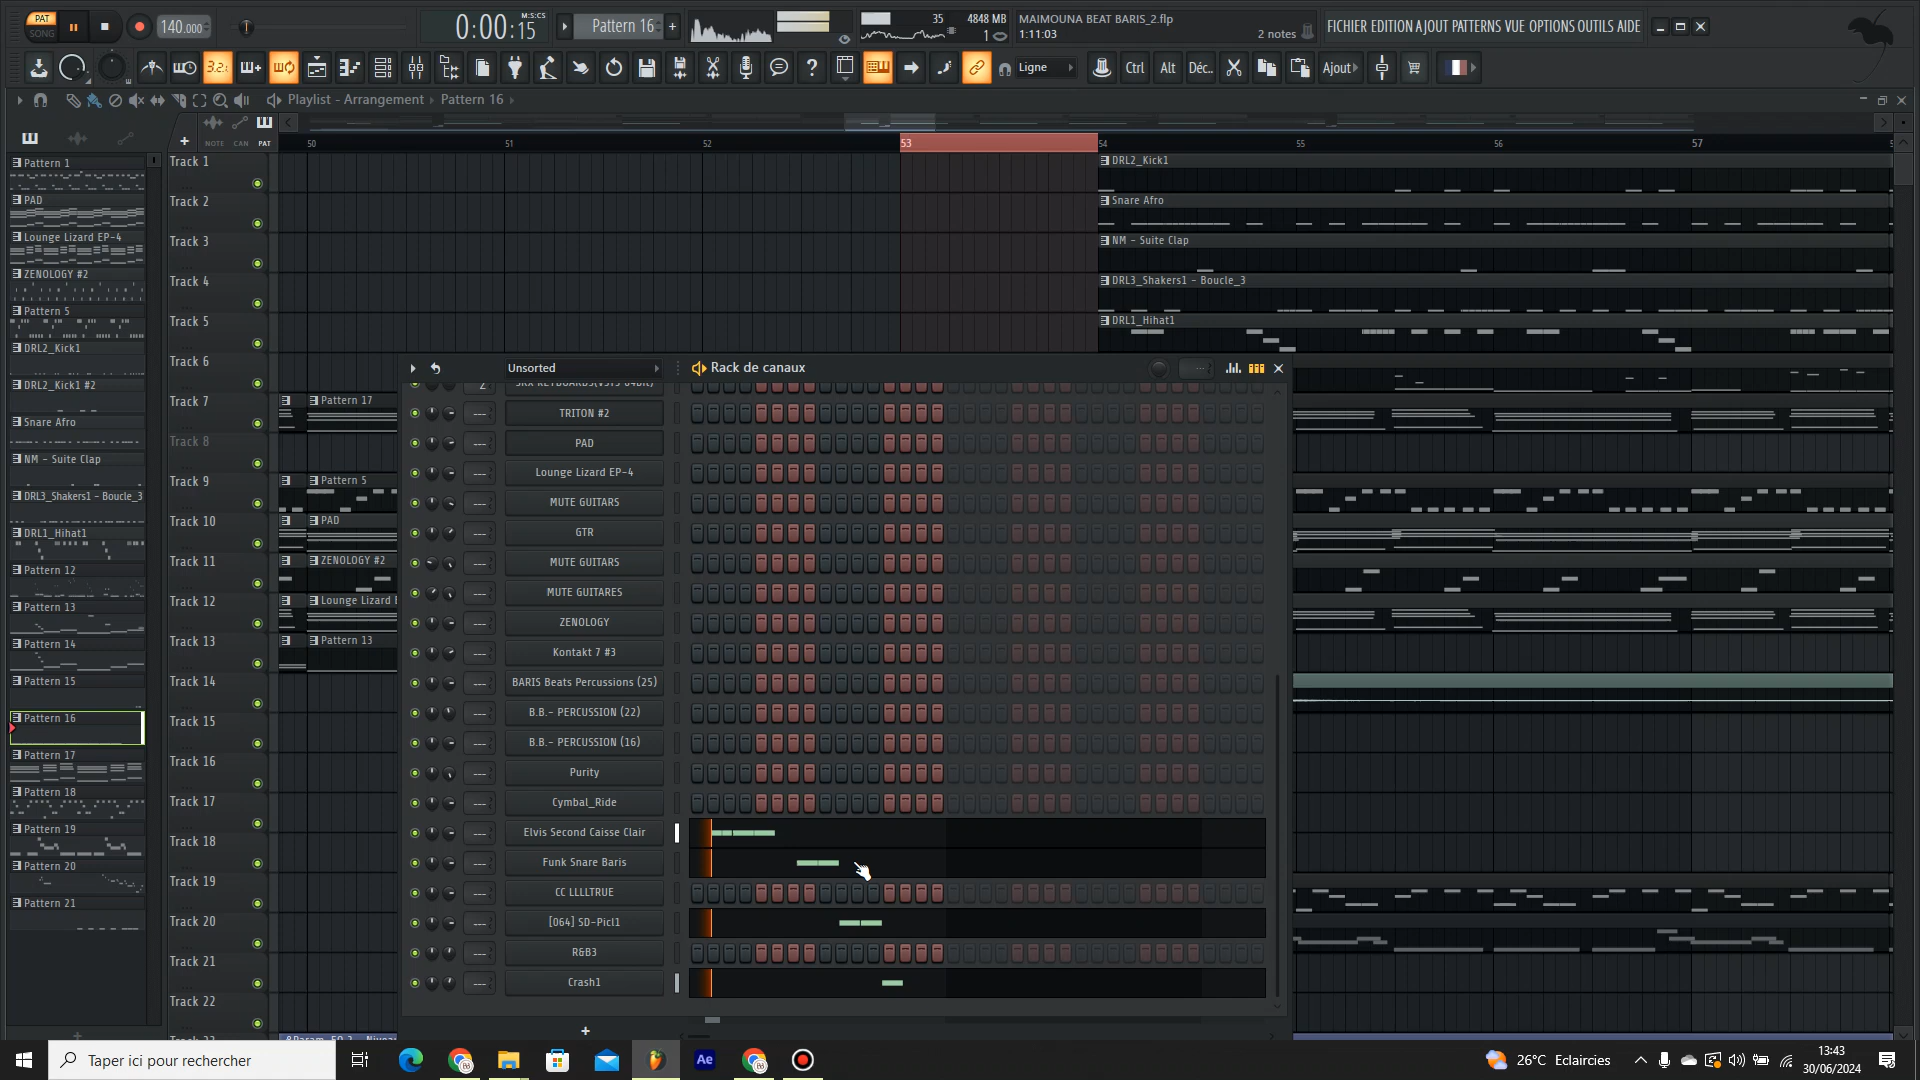 PAT
SONG
140.000
0:00:15
M:S:CS
Pattern 16
+
35
4848 MB
1
MAIMOUNA BEAT BARIS_2.flp
1:11:03
2 notes
FICHIER EDITION AJOUT PATTERNS VUE OPTIONS OUTILS AIDE
3.2
?
Ligne
Ctrl
Alt
Déc..
Ajout
Playlist - Arrangement
Pattern 16
NOTE
CAN
PAT
50
51
52
53
54
55
56
57
Pattern 1
PAD
Lounge Lizard EP-4
ZENOLOGY #2
Pattern 5
DRL2_Kick1
DRL2_Kick1 #2
Snare Afro
NM - Suite Clap
DRL3_Shakers1 - Boucle_3
DRL1_Hihat1
Pattern 12
Pattern 13
Pattern 14
Pattern 15
Pattern 16
Pattern 17
Pattern 18
Pattern 19
Pattern 20
Pattern 21
Track 1
Track 2
Track 3
Track 4
Track 5
Track 6
Track 7
Track 8
Track 9
Track 10
Track 11
Track 12
Track 13
Track 14
Track 15
Track 16
Track 17
Track 18
Track 19
Track 20
Track 21
Track 22
DRL2_Kick1
Snare Afro
NM - Suite Clap
DRL3_Shakers1 - Boucle_3
DRL1_Hihat1
Pattern 17
Pattern 5
PAD
ZENOLOGY #2
Lounge Lizard E
Pattern 13
Unsorted
Rack de canaux
TRITON #2
PAD
Lounge Lizard EP-4
MUTE GUITARS
GTR
MUTE GUITARS
MUTE GUITARES
ZENOLOGY
Kontakt 7 #3
BARIS Beats Percussions (25)
B.B.- PERCUSSION (22)
B.B.- PERCUSSION (16)
Purity
Cymbal_Ride
Elvis Second Caisse Clair
Funk Snare Baris
CC LLLLTRUE
[064] SD-Picl1
R&B3
Crash1
+
Taper ici pour rechercher
Ae
26°C Eclaircies
13:43
30/06/2024